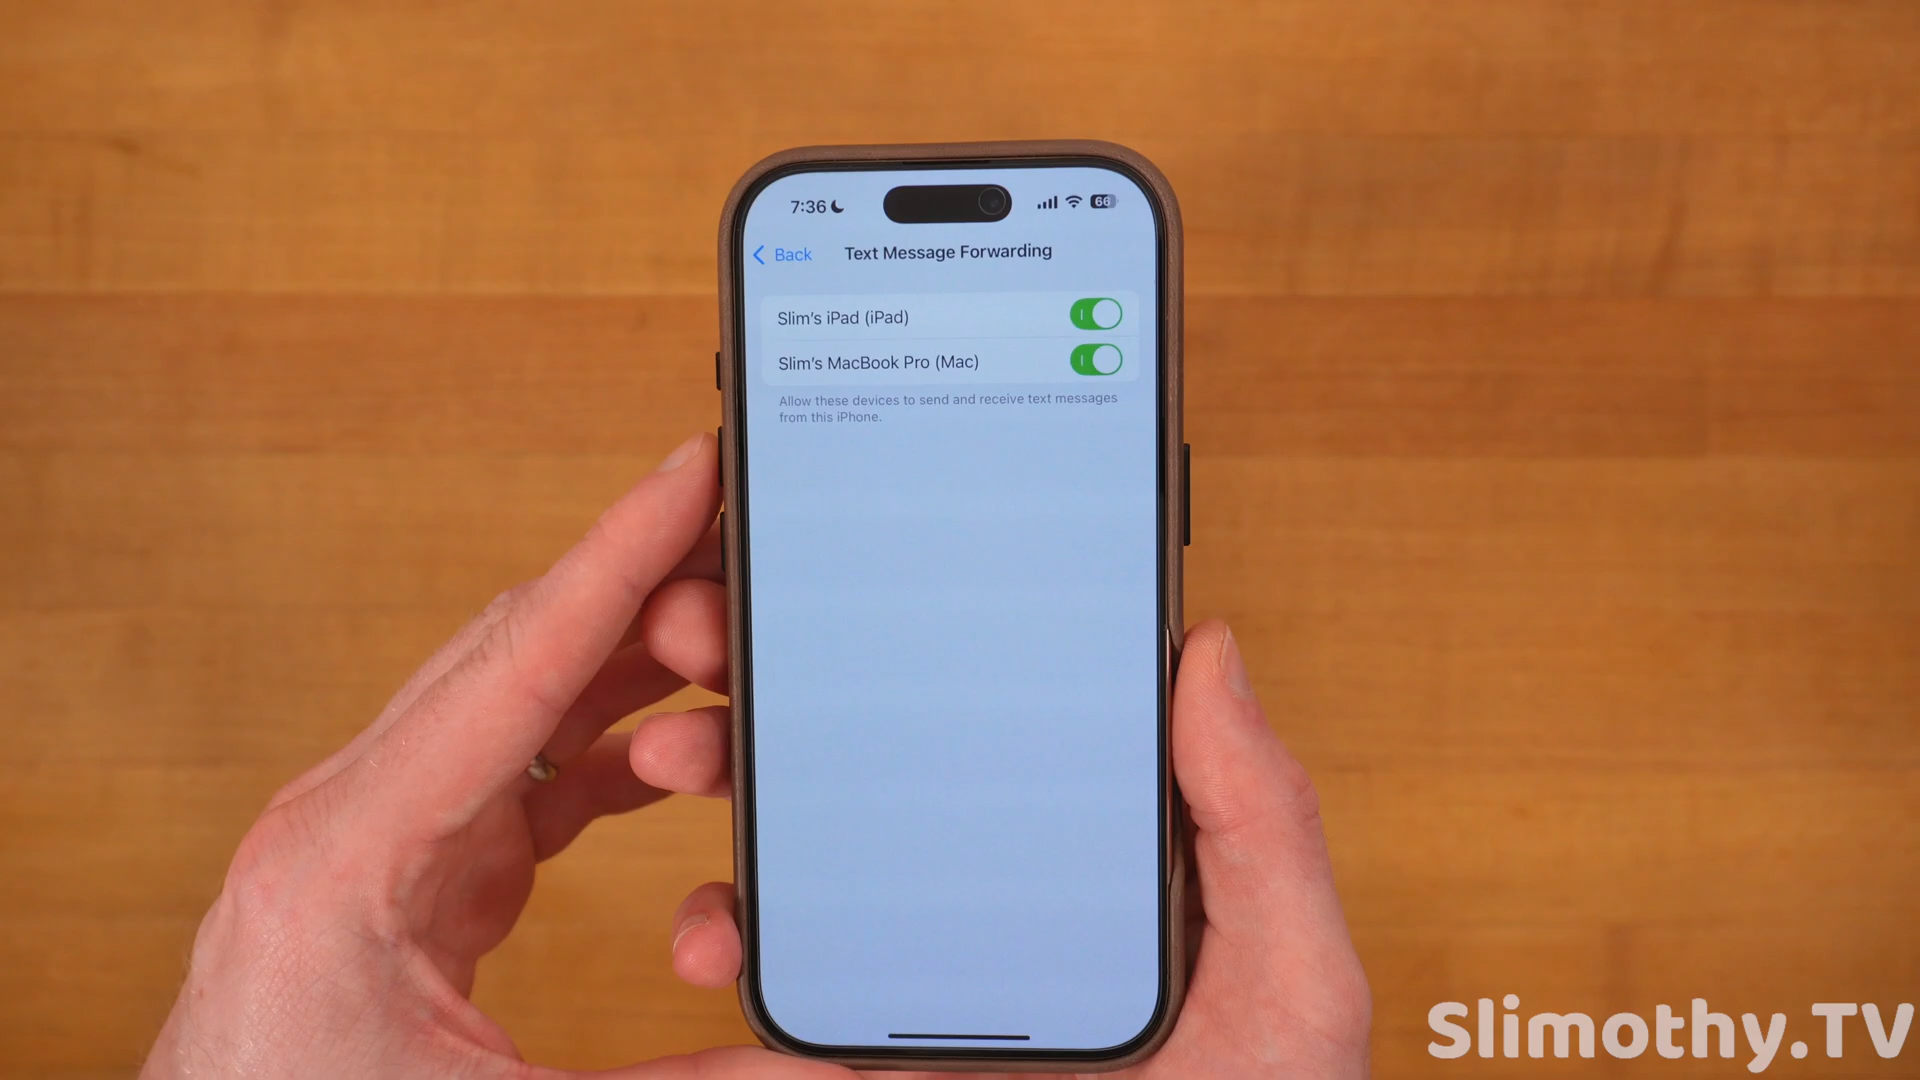 7:36
66
Back
Text Message Forwarding
Slim's iPad (iPad)
Slim's MacBook Pro (Mac)
Allow these devices to send and receive text messages
from this iPhone.
Slimothy.TV